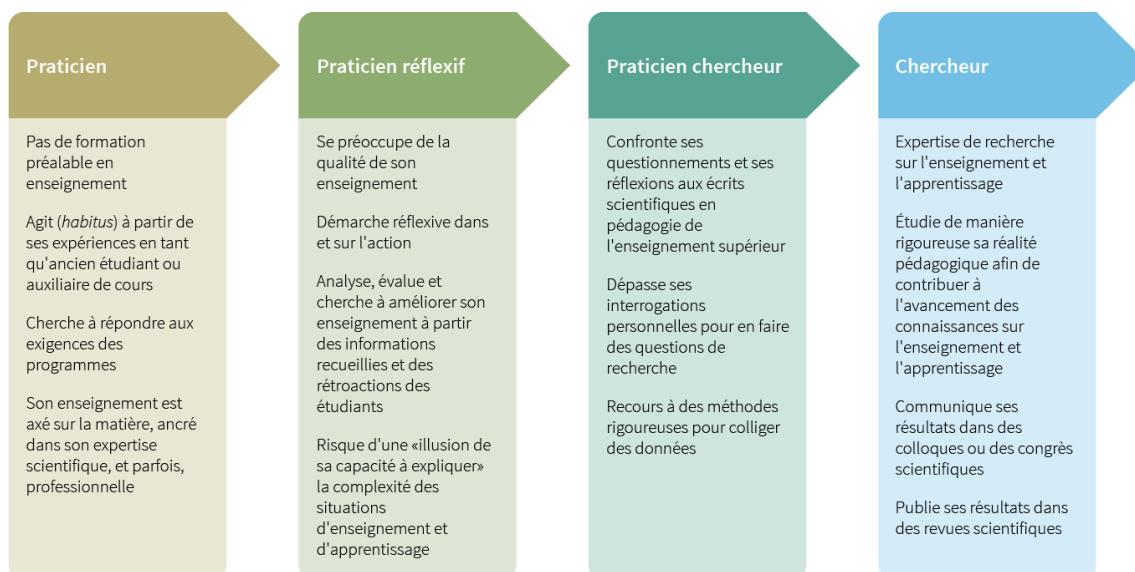 Praticien
Pas de formation
préalable en
enseignement
Agit (habitus) à partir de
ses expériences en tant
qu'ancien étudiant ou
auxiliaire de cours
Cherche à répondre aux
exigences des
programmes
Son enseignement est
axé sur la matière, ancré
dans son expertise
scientifique, et parfois,
professionnelle
Praticien réflexif
Se préoccupe de la
qualité de son
enseignement
Démarche réflexive dans
et sur l'action
Analyse, évalue et
cherche à améliorer son
enseignement à partir
des informations
recueillies et des
rétroactions des
étudiants
Risque d'une «illusion de
sa capacité à expliquer»
la complexité des
situations
d'enseignement et
d'apprentissage
Praticien chercheur
Confronte ses
questionnements et ses
réflexions aux écrits
scientifiques en
pédagogie de
l'enseignement supérieur
Dépasse ses
interrogations
personnelles pour en faire
des questions de
recherche
Recours à des méthodes
rigoureuses pour colliger
des données
Chercheur
Expertise de recherche
sur l'enseignement et
l'apprentissage
Étudie de manière
rigoureuse sa réalité
pédagogique afin de
contribuer à
l'avancement des
connaissances sur
l'enseignement et
l'apprentissage
Communique ses
résultats dans des
colloques ou des congrès
scientifiques
Publie ses résultats dans
des revues scientifiques